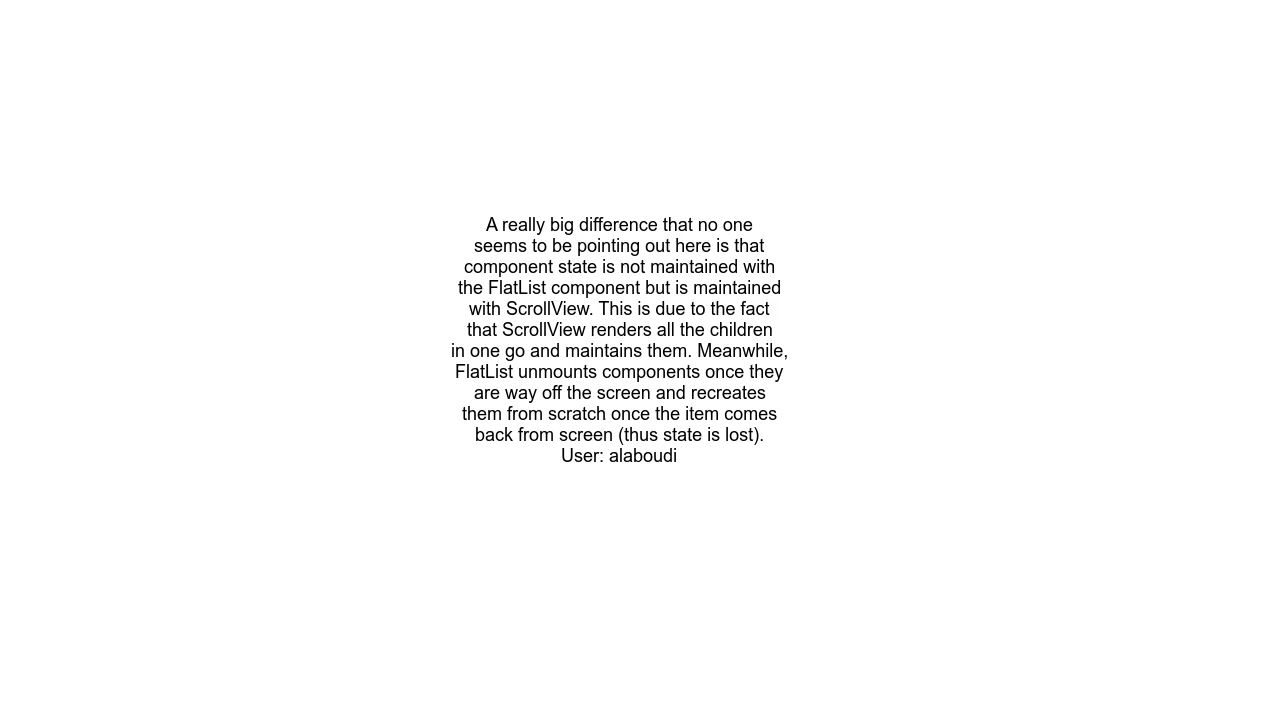 A really big difference that no one
seems to be pointing out here is that
component state is not maintained with
the FlatList component but is maintained
with ScrollView. This is due to the fact
that ScrollView renders all the children
in one go and maintains them. Meanwhile,
FlatList unmounts components once they
are way off the screen and recreates
them from scratch once the item comes
back from screen (thus state is lost).
User: alaboudi